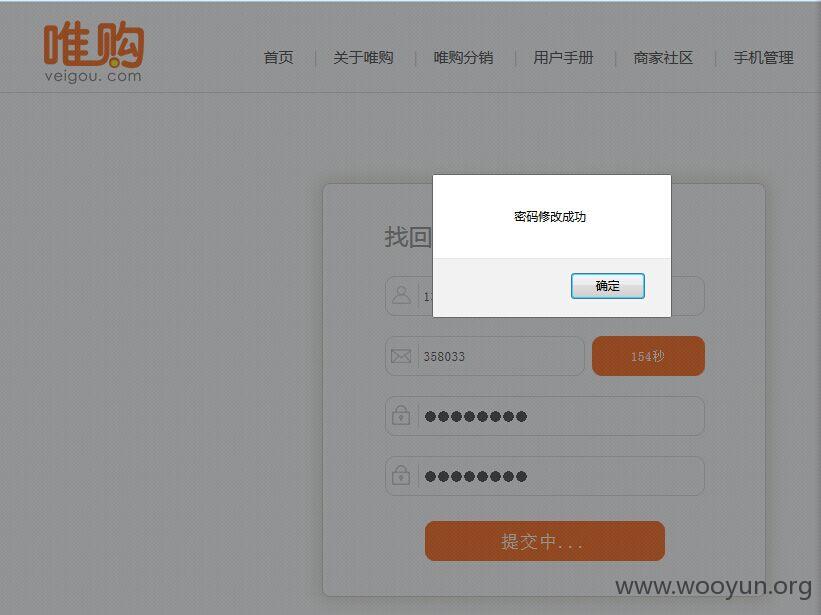 唯购
veigou. com
首页 | 关于唯购 | 唯购分销 | 用户手册 | 商家社区 | 手机管理
密码修改成功
确定
找回
358033
154秒
提交中...
www.wooyun.org